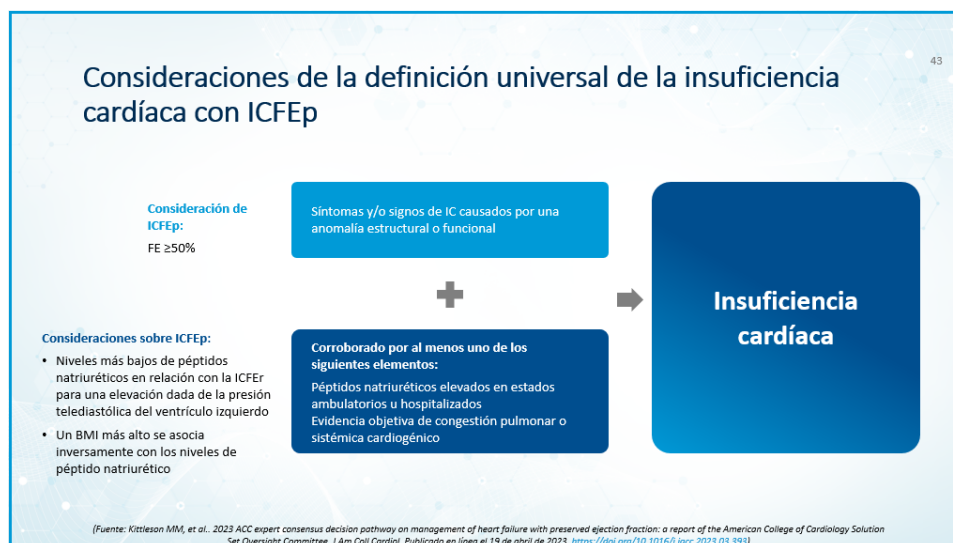 43
Consideraciones de la definición universal de la insuficiencia
cardíaca con ICFEp
Consideración de
ICFEp:
FE ≥50%
Síntomas y/o signos de IC causados por una
anomalía estructural o funcional
Consideraciones sobre ICFEp:
• Niveles más bajos de péptidos
natriuréticos en relación con la ICFEr
para una elevación dada de la presión
telediastólica del ventrículo izquierdo
• Un BMI más alto se asocia
inversamente con los niveles de
péptido natriurético
Corroborado por al menos uno de los
siguientes elementos:
Péptidos natriuréticos elevados en estados
ambulatorios u hospitalizados
Evidencia objetiva de congestión pulmonar o
sistémica cardiogénico
Insuficiencia
cardíaca
(Fuente: Kittleson MM, et al.. 2023 ACC expert consensus decision pathway on management of heart failure with preserved ejection fraction: a report of the American College of Cardiology Solution
Set Oversight Committee. J Am Coll Cardiol. Publicado en línea el 19 de abril de 2023. https://doi.org/10.1016/j.jacc.2023.03.393)